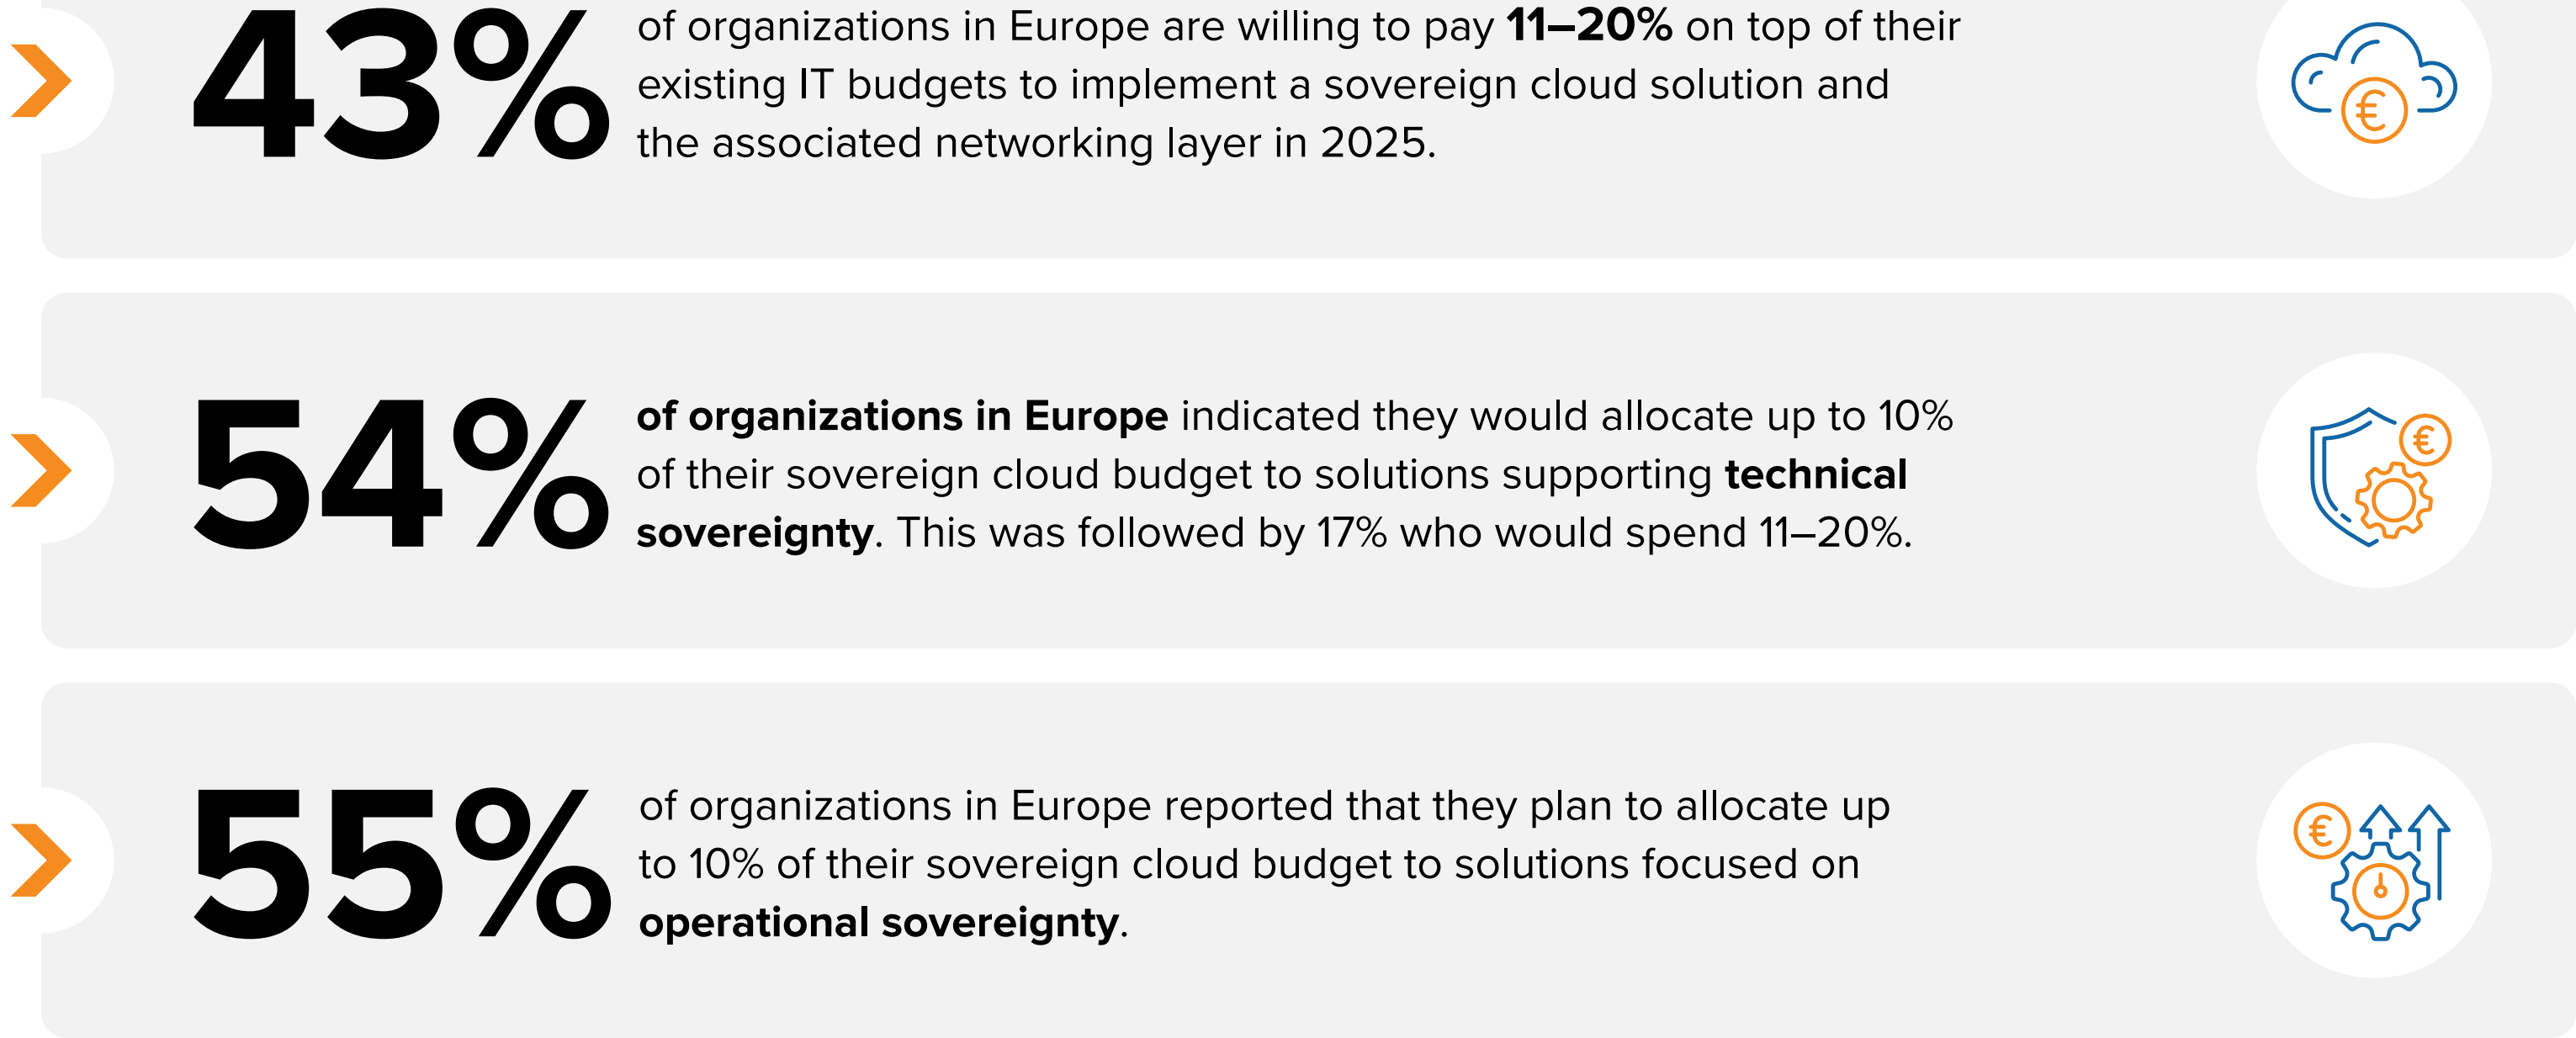 43%
of organizations in Europe are willing to pay 11–20% on top of their
existing IT budgets to implement a sovereign cloud solution and
the associated networking layer in 2025.
€
54%
of organizations in Europe indicated they would allocate up to 10%
of their sovereign cloud budget to solutions supporting technical
sovereignty. This was followed by 17% who would spend 11–20%.
€
55%
of organizations in Europe reported that they plan to allocate up
to 10% of their sovereign cloud budget to solutions focused on
operational sovereignty.
€